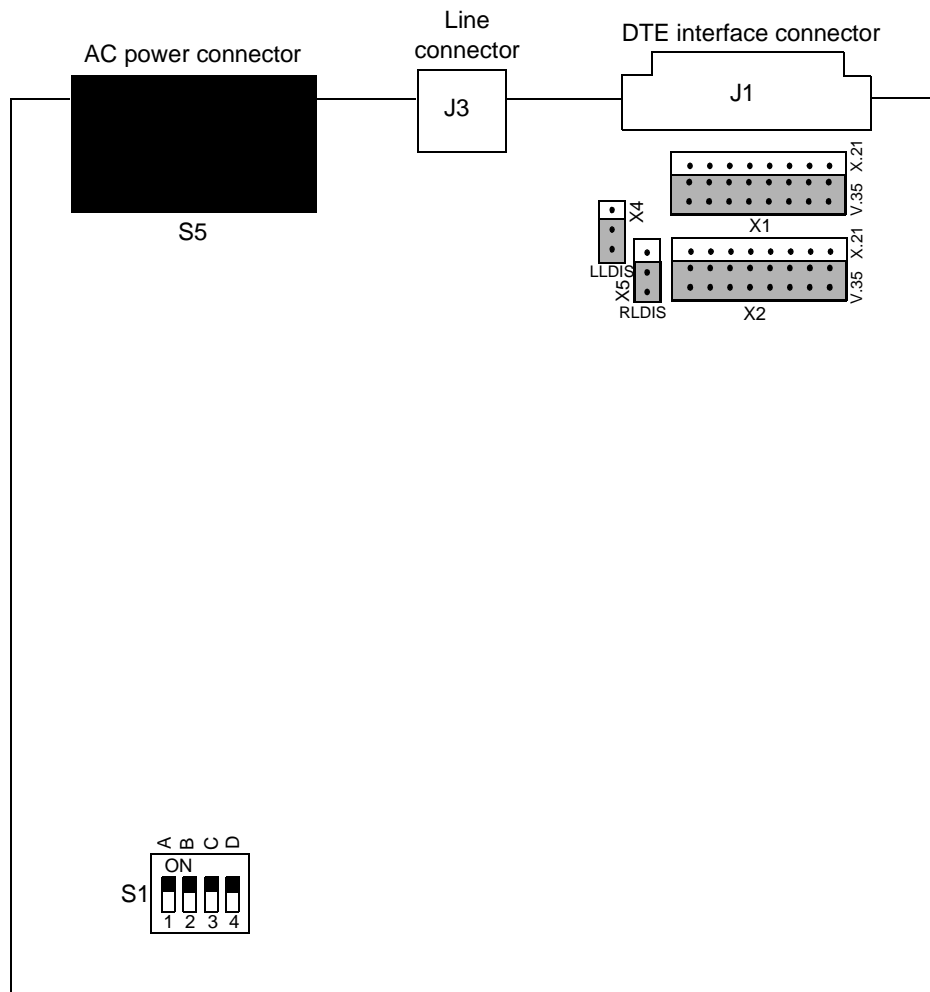 Line
connector
DTE interface connector
AC power connector
J3
J1
S5
X.21
V.35
X1
X4
LLDIS
X5
RLDIS
X.21
V.35
X2
A B C D
ON
S1
1 2 3 4